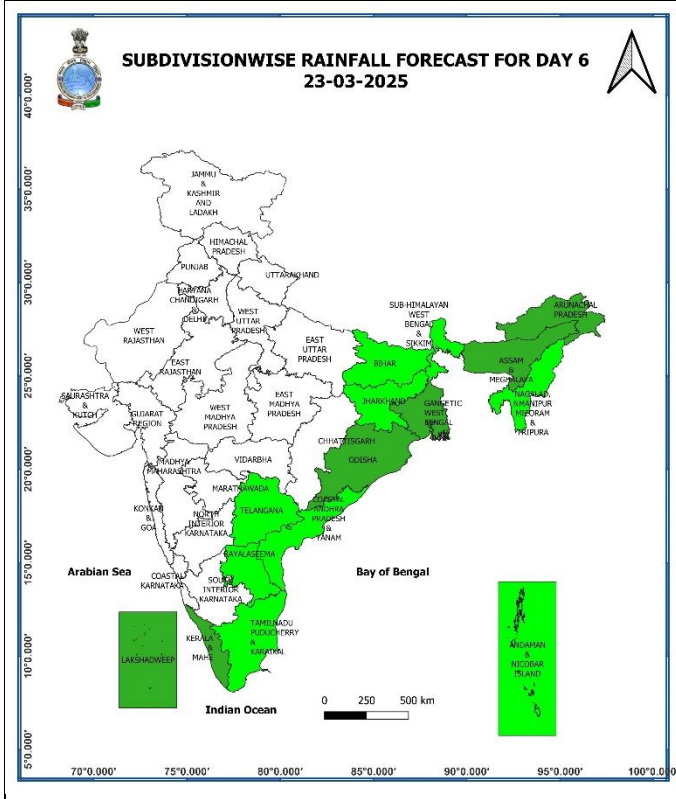 SUBDIVISIONWISE RAINFALL FORECAST FOR DAY 6
23-03-2025
40°0.000'
35°0.000'
30°0.000'
25°0.000'
20°0.000'
15°0.000'
10°0.000'
5°0.000'
JAMMU
&
KASHMIR
AND
LADAKH
HIMACHAL
PRADESH
PUNJAB
UTTARAKHAND
HARYANA
CHANDIGARH
&
DELHI
WEST
UTTAR
PRADESH
WEST
RAJASTHAN
EAST
RAJASTHAN
EAST
UTTAR
PRADESH
SUB-HIMALAYAN
WEST
BENGAL
&
SIKKIM
ARUNACHAL
PRADESH
ASSAM
&
MEGHALAYA
NAGALAD,
NMANIPUR
MIZORAM
&
TRIPURA
BIHAR
JHARKHAND
GANGETIC
WEST
BENGAL
SAURASHTRA
&
KUTCH
GUJARAT
REGION
WEST
MADHYA
PRADESH
EAST
MADHYA
PRADESH
CHHATTISGARH
ODISHA
MADHYA
MAHARASHTRA
VIDARBHA
MARATHAWADA
TELANGANA
COASTAL
ANDHRA
PRADESH
&
YANAM
KONKAN
&
GOA
NORTH
INTERIOR
KARNATAKA
RAYALASEEMA
COASTAL
KARNATAKA
SOUTH
INTERIOR
KARNATAKA
TAMILNADU
PUDUCHERRY
&
KARAIKAL
KERALA
&
MAHE
LAKSHADWEEP
ANDAMAN
&
NICOBAR
ISLAND
Arabian Sea
Bay of Bengal
Indian Ocean
0 250 500 km
70°0.000' 75°0.000' 80°0.000' 85°0.000' 90°0.000' 95°0.000' 100°0.000'